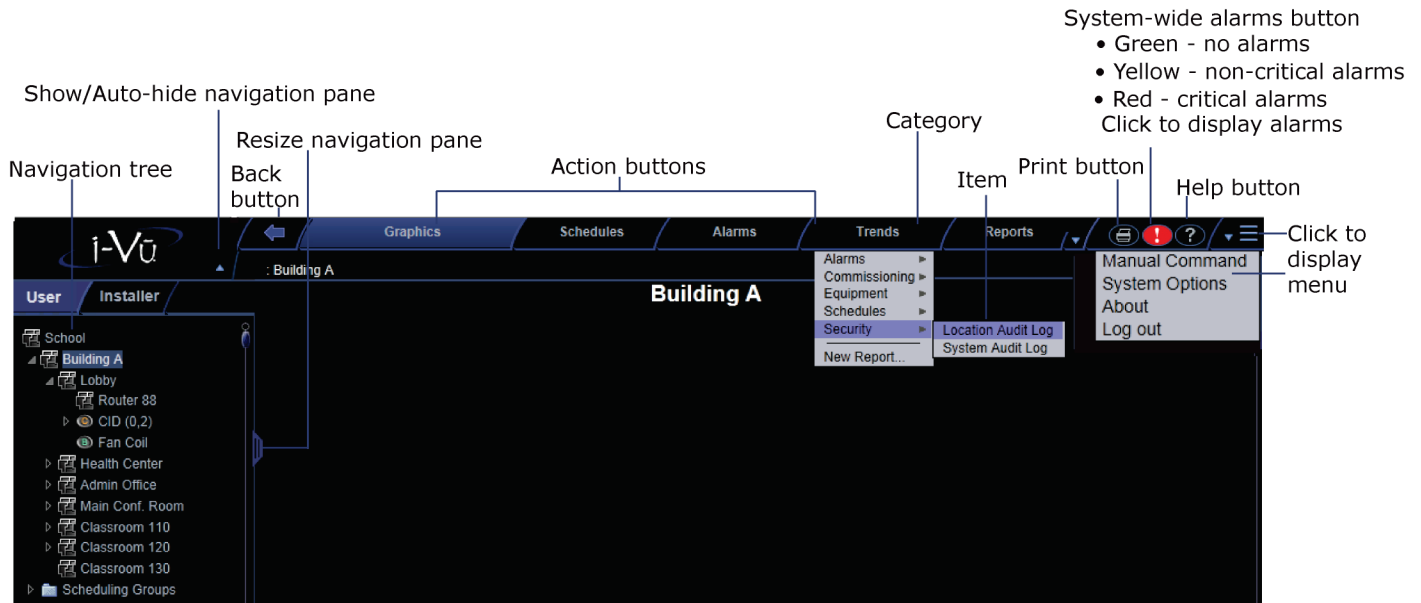 System-wide alarms button
• Green - no alarms
• Yellow - non-critical alarms
• Red - critical alarms
Click to display alarms
Show/Auto-hide navigation pane
Category
Resize navigation pane
Action buttons
Print button
Navigation tree
Back
button
Item
Help button
i-Vū
Graphics
Schedules
Alarms
Trends
Reports
!
?
Click to
display
menu
: Building A
Building A
User
Installer
Alarms
Commissioning
Equipment
Schedules
Security
New Report...
Location Audit Log
System Audit Log
Manual Command
System Options
About
Log out
School
Building A
Lobby
Router 88
CID (0,2)
B Fan Coil
Health Center
Admin Office
Main Conf. Room
Classroom 110
Classroom 120
Classroom 130
Scheduling Groups